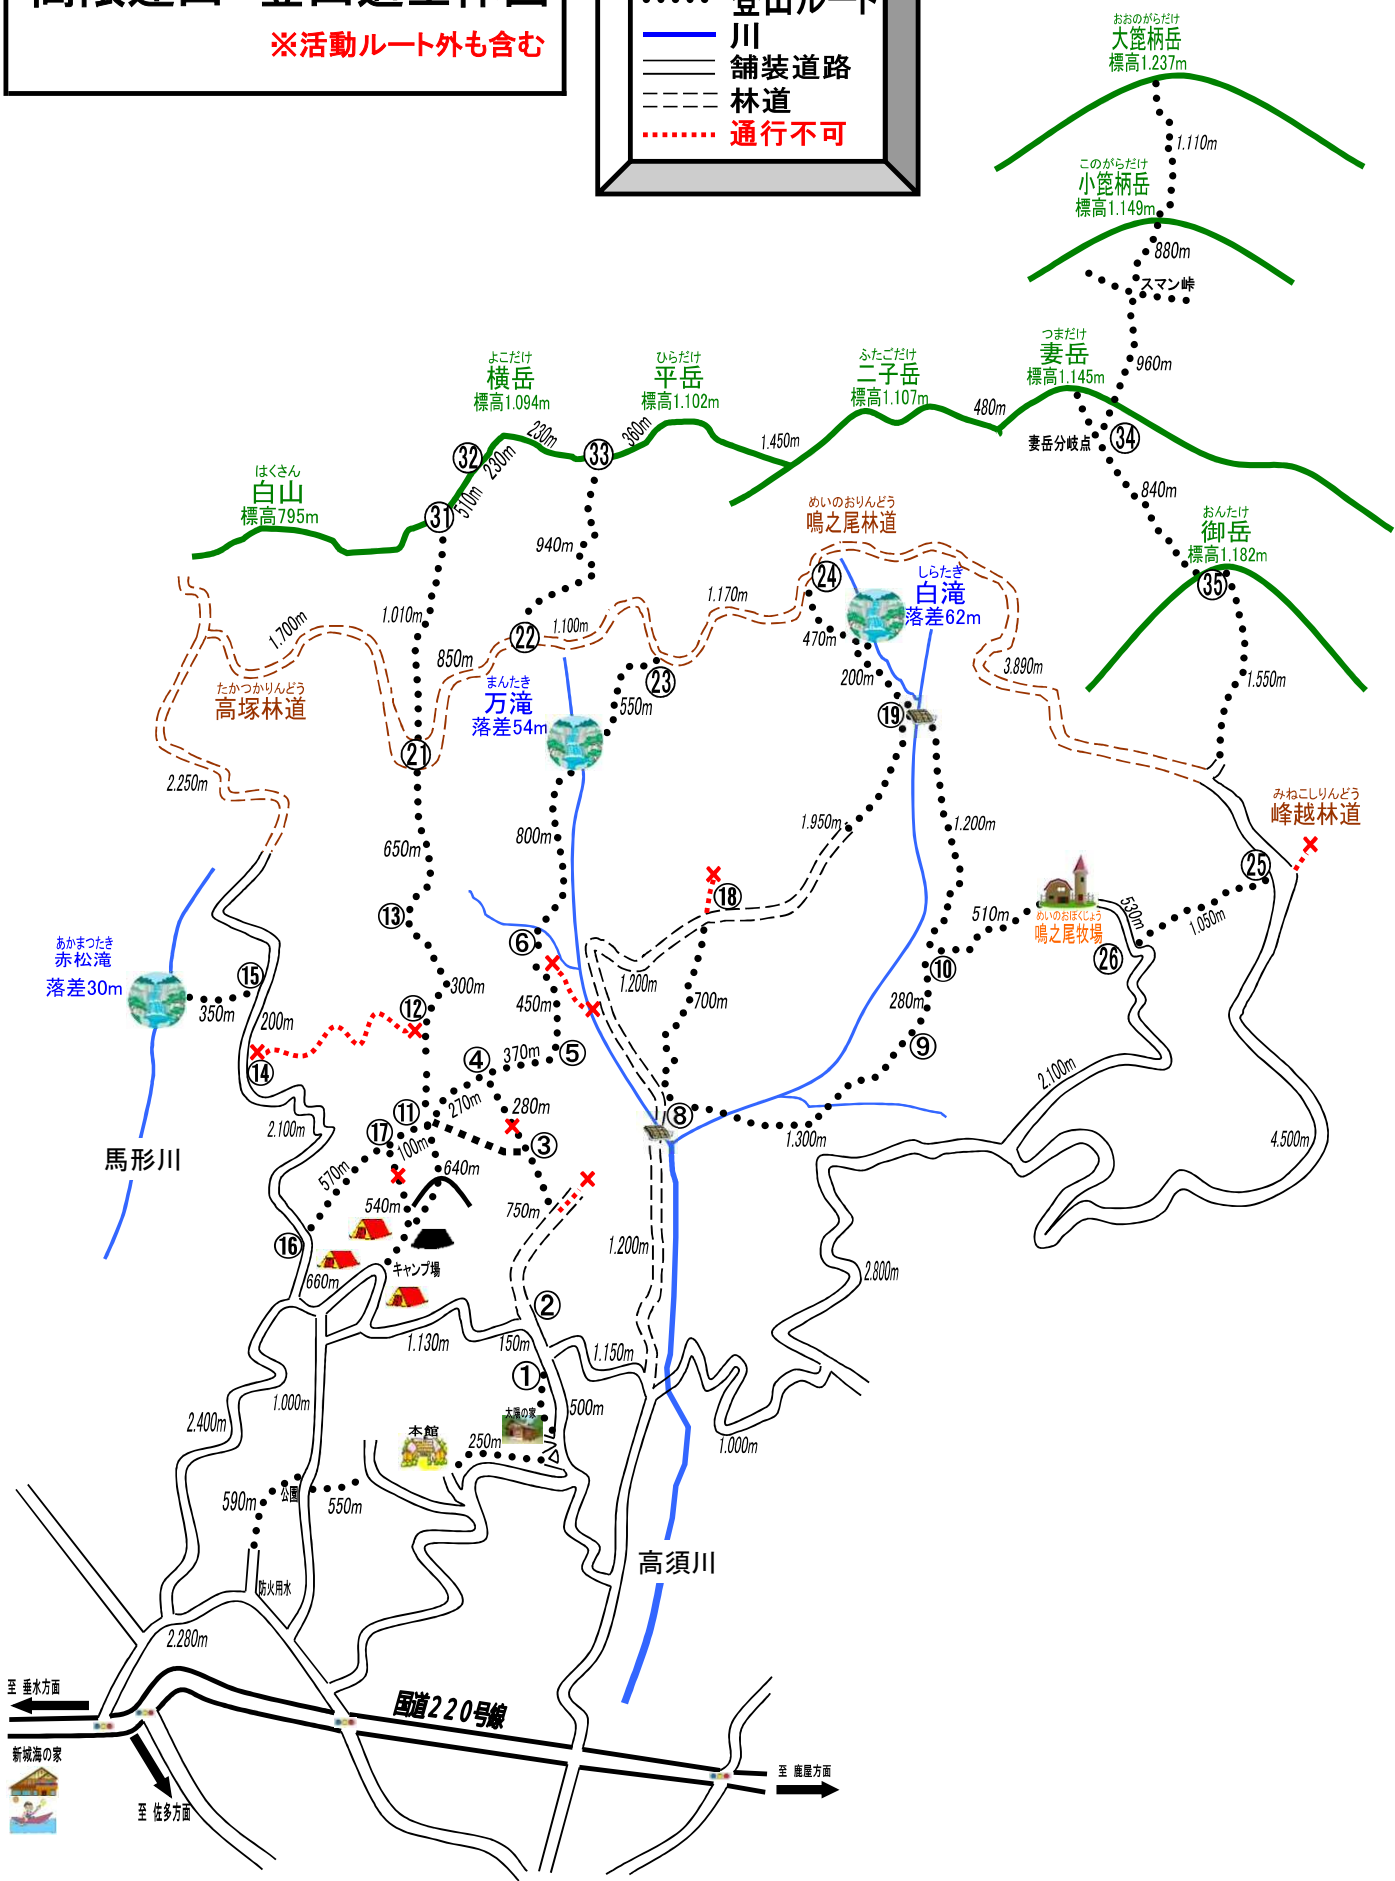 ※活動ルート外も含む
登山ルート
川
舗装道路
林道
通行不可
おおのがらだけ
大箆柄岳
標高1.237m
1.110m
このがらだけ
小箆柄岳
標高1.149m
880m
スマン峠
960m
つまだけ
妻岳
標高1.145m
ふたごだけ
二子岳
標高1.107m
480m
ひらだけ
平岳
標高1.102m
よこだけ
横岳
標高1.094m
230m
360m
1.450m
妻岳分岐点
34
32
33
230m
はくさん
白山
標高795m
510m
31
840m
めいのおりんどう
鳴之尾林道
おんたけ
御岳
標高1.182m
35
940m
24
しらたき
白滝
落差62m
1.170m
1.010m
1.700m
1.100m
22
470m
850m
3.890m
200m
1.550m
まんたき
万滝
落差54m
23
550m
たかつかりんどう
高塚林道
19
21
2.250m
みねこしりんどう
峰越林道
800m
1.950m
1.200m
650m
25
18
13
510m
めいのおぼくじょう
鳴之尾牧場
530m
1.050m
あかまつたき
赤松滝
落差30m
6
26
10
15
300m
1.200m
350m
200m
12
450m
700m
280m
14
4
370m
5
9
2.100m
270m
280m
11
8
2.100m
17
100m
3
1.300m
4.500m
馬形川
570m
640m
540m
750m
16
1.200m
キャンプ場
660m
2.800m
2
1.130m
150m
1.150m
1
太陽の家
500m
1.000m
2.400m
本館
250m
1.000m
590m
公園
550m
高須川
防火用水
2.280m
至 垂水方面
国道220号線
新城海の家
至 鹿屋方面
至 佐多方面